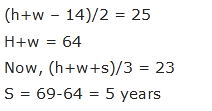 (h+w – 14)/2 = 25
H+w = 64
Now, (h+w+s)/3 = 23
S = 69-64 = 5 years